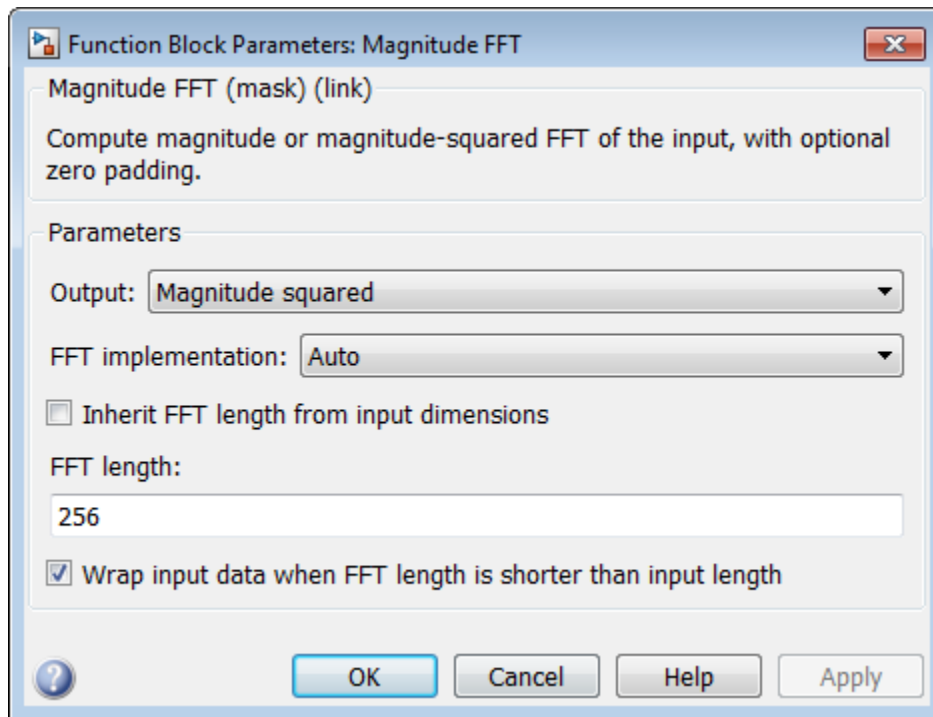 Function Block Parameters: Magnitude FFT
Magnitude FFT (mask) (link)
Compute magnitude or magnitude-squared FFT of the input, with optional
zero padding.
Parameters
Output: Magnitude squared
FFT implementation: Auto
Inherit FFT length from input dimensions
FFT length:
256
Wrap input data when FFT length is shorter than input length
? OK Cancel Help Apply